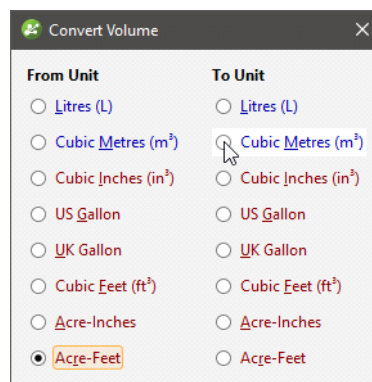 Convert Volume
From Unit To Unit
Litres (L) Litres (L)
Cubic Metres (m³) Cubic Metres (m³)
Cubic Inches (in³) Cubic Inches (in³)
US Gallon US Gallon
UK Gallon UK Gallon
Cubic Feet (ft³) Cubic Feet (ft³)
Acre-Inches Acre-Inches
Acre-Feet Acre-Feet